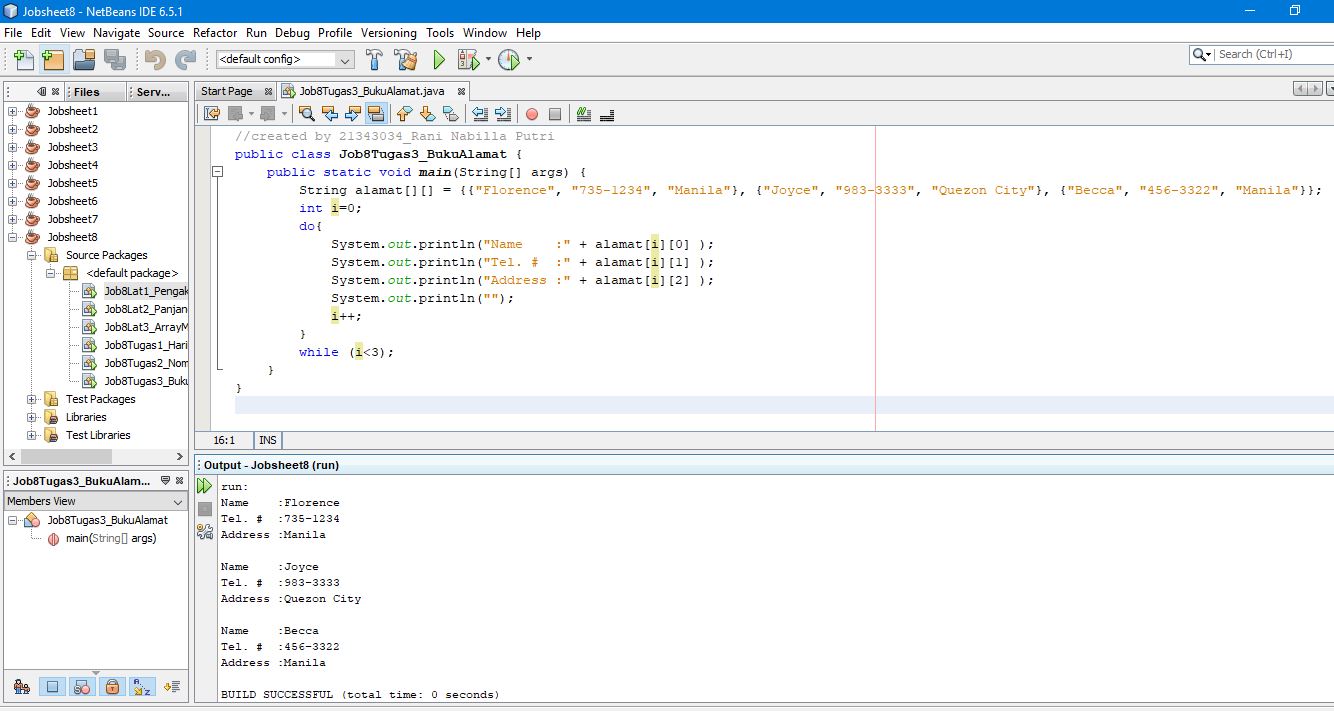 Jobsheet8 - NetBeans IDE 6.5.1
File Edit View Navigate Source Refactor Run Debug Profile Versioning Tools Window Help
<default config>
Search (Ctrl+I)
Files
Serv...
Jobsheet1
Jobsheet2
Jobsheet3
Jobsheet4
Jobsheet5
Jobsheet6
Jobsheet7
Jobsheet8
Source Packages
<default package>
Job8Lat1_Pengak
Job8Lat2_Panjan
Job8Lat3_ArrayM
Job8Tugas1_Hari
Job8Tugas2_Nom
Job8Tugas3_Buku
Test Packages
Libraries
Test Libraries
Start Page
Job8Tugas3_BukuAlamat.java
//created by 21343034_Rani Nabilla Putri
public class Job8Tugas3_BukuAlamat {
    public static void main(String[] args) {
        String alamat[][] = {{"Florence", "735-1234", "Manila"}, {"Joyce", "983-3333", "Quezon City"}, {"Becca", "456-3322", "Manila"}};
        int i=0;
        do{
            System.out.println("Name    :" + alamat[i][0] );
            System.out.println("Tel. #  :" + alamat[i][1] );
            System.out.println("Address :" + alamat[i][2] );
            System.out.println("");
            i++;
        }
        while (i<3);
    }
}
16:1 INS
Job8Tugas3_BukuAlam...
Members View
Job8Tugas3_BukuAlamat
main(String[] args)
Output - Jobsheet8 (run)
run:
Name    :Florence
Tel. #  :735-1234
Address :Manila
Name    :Joyce
Tel. #  :983-3333
Address :Quezon City
Name    :Becca
Tel. #  :456-3322
Address :Manila
BUILD SUCCESSFUL (total time: 0 seconds)